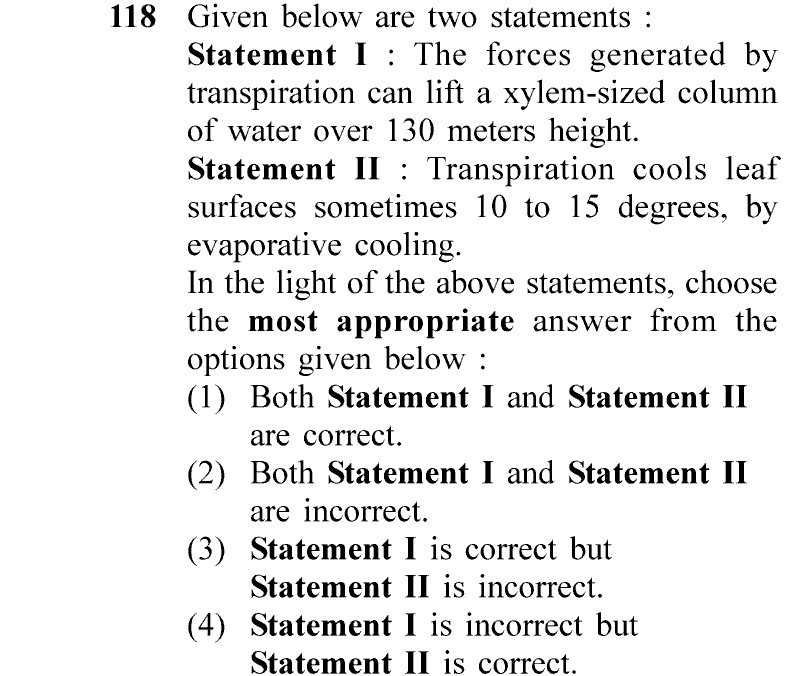 118 Given below are two statements :
Statement I : The forces generated by
transpiration can lift a xylem-sized column
of water over 130 meters height.
Statement II : Transpiration cools leaf
surfaces sometimes 10 to 15 degrees, by
evaporative cooling.
In the light of the above statements, choose
the most appropriate answer from the
options given below :
(1) Both Statement I and Statement II
are correct.
(2) Both Statement I and Statement II
are incorrect.
(3) Statement I is correct but
Statement II is incorrect.
(4) Statement I is incorrect but
Statement II is correct.